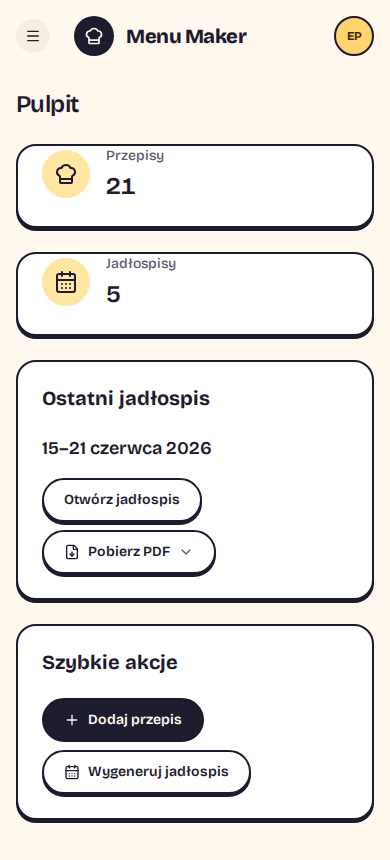 Menu Maker
EP
Pulpit
Przepisy
21
Jadłospisy
5
Ostatni jadłospis
15–21 czerwca 2026
Otwórz jadłospis
Pobierz PDF
Szybkie akcje
Dodaj przepis
Wygeneruj jadłospis